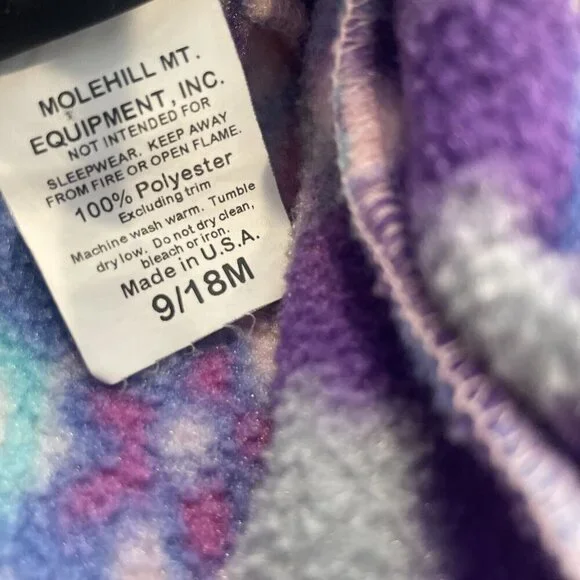 MOLEHILL MT.
EQUIPMENT, INC.
NOT INTENDED FOR
SLEEPWEAR. KEEP AWAY
FROM FIRE OR OPEN FLAME.
100% Polyester
Excluding trim
Machine wash warm. Tumble
dry low. Do not dry clean,
bleach or iron.
Made in U.S.A.
9/18M